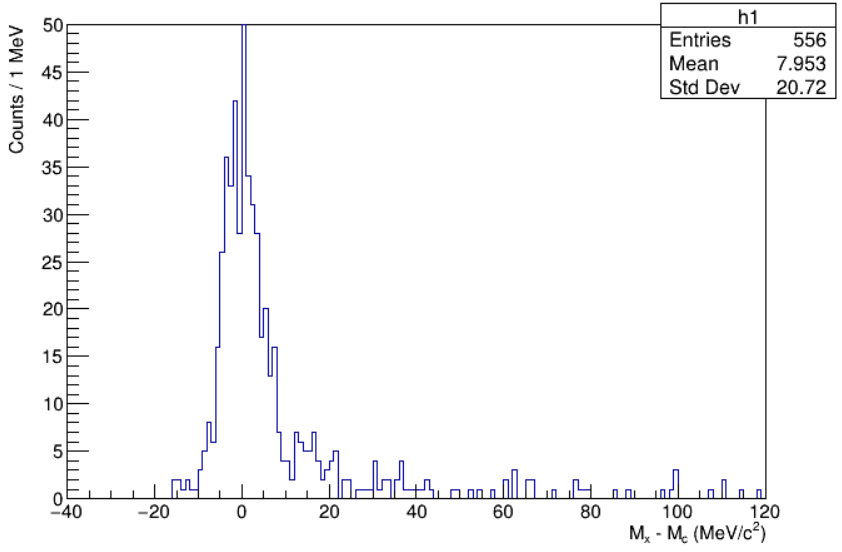 h1
Entries 556
Mean 7.953
Std Dev 20.72
Counts / 1 MeV
50
45
40
35
30
25
20
15
10
5
0
−40 −20 0 20 40 60 80 100 120
Mₓ - M_c (MeV/c²)